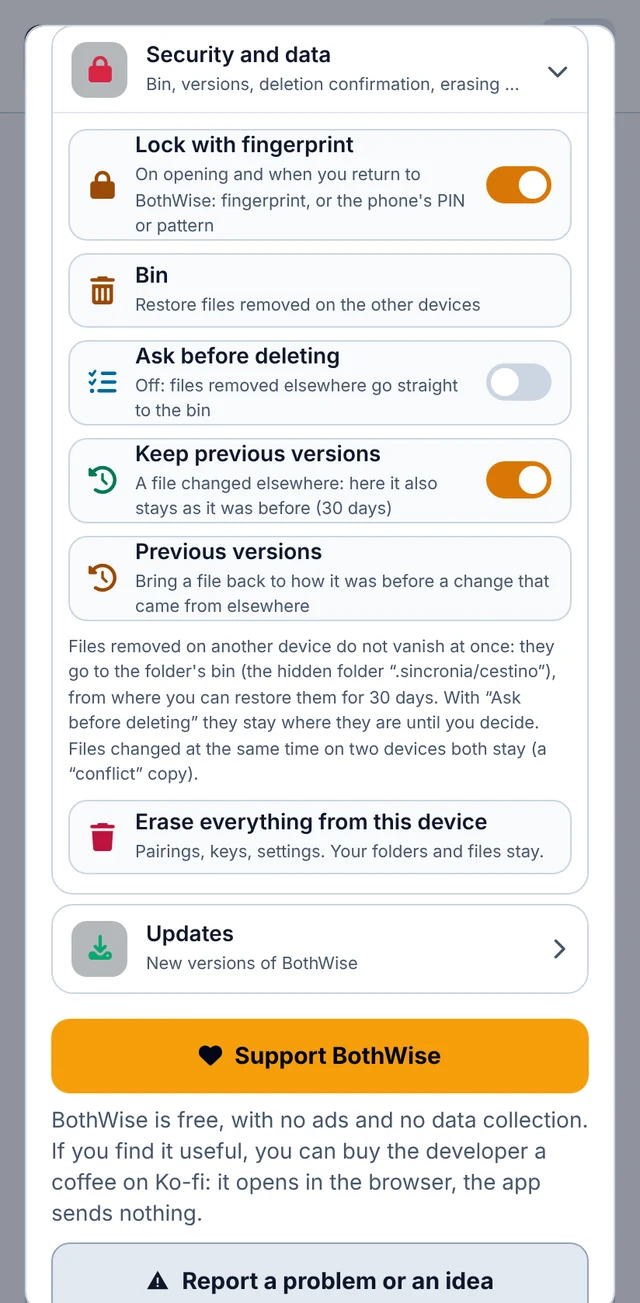 Security and data
Bin, versions, deletion confirmation, erasing ...
Lock with fingerprint
On opening and when you return to
BothWise: fingerprint, or the phone's PIN
or pattern
Bin
Restore files removed on the other devices
Ask before deleting
Off: files removed elsewhere go straight
to the bin
Keep previous versions
A file changed elsewhere: here it also
stays as it was before (30 days)
Previous versions
Bring a file back to how it was before a change that
came from elsewhere
Files removed on another device do not vanish at once: they
go to the folder's bin (the hidden folder “.sincronia/cestino”),
from where you can restore them for 30 days. With “Ask
before deleting” they stay where they are until you decide.
Files changed at the same time on two devices both stay (a
“conflict” copy).
Erase everything from this device
Pairings, keys, settings. Your folders and files stay.
Updates
New versions of BothWise
Support BothWise
BothWise is free, with no ads and no data collection.
If you find it useful, you can buy the developer a
coffee on Ko-fi: it opens in the browser, the app
sends nothing.
Report a problem or an idea